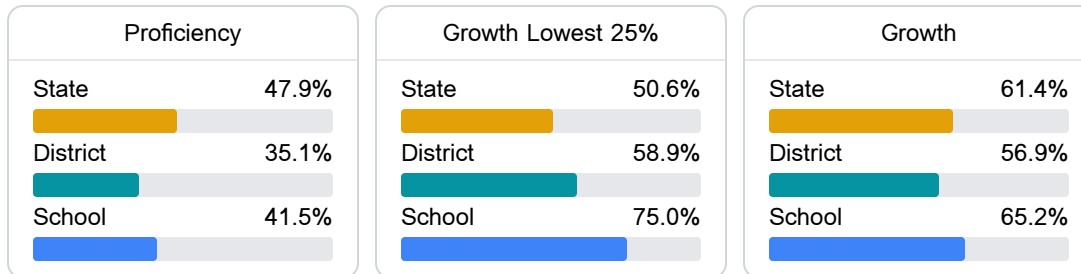 Proficiency
State 47.9%
District 35.1%
School 41.5%
Growth Lowest 25%
State 50.6%
District 58.9%
School 75.0%
Growth
State 61.4%
District 56.9%
School 65.2%